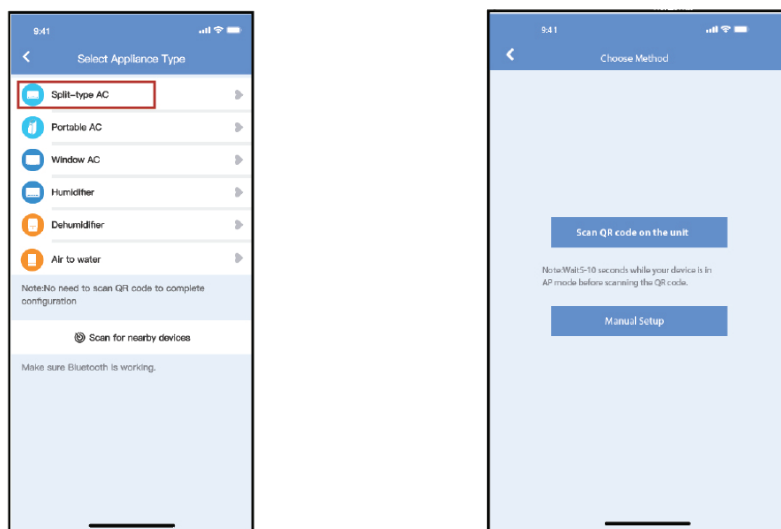 9:41
Select Appliance Type
Split-type AC
Portable AC
Window AC
Humidifier
Dehumidifier
Air to water
Note:No need to scan QR code to complete
configuration
Scan for nearby devices
Make sure Bluetooth is working.
9:41
Choose Method
Scan QR code on the unit
Note:Wait5-10 seconds while your device is in
AP mode before scanning the QR code.
Manual Setup